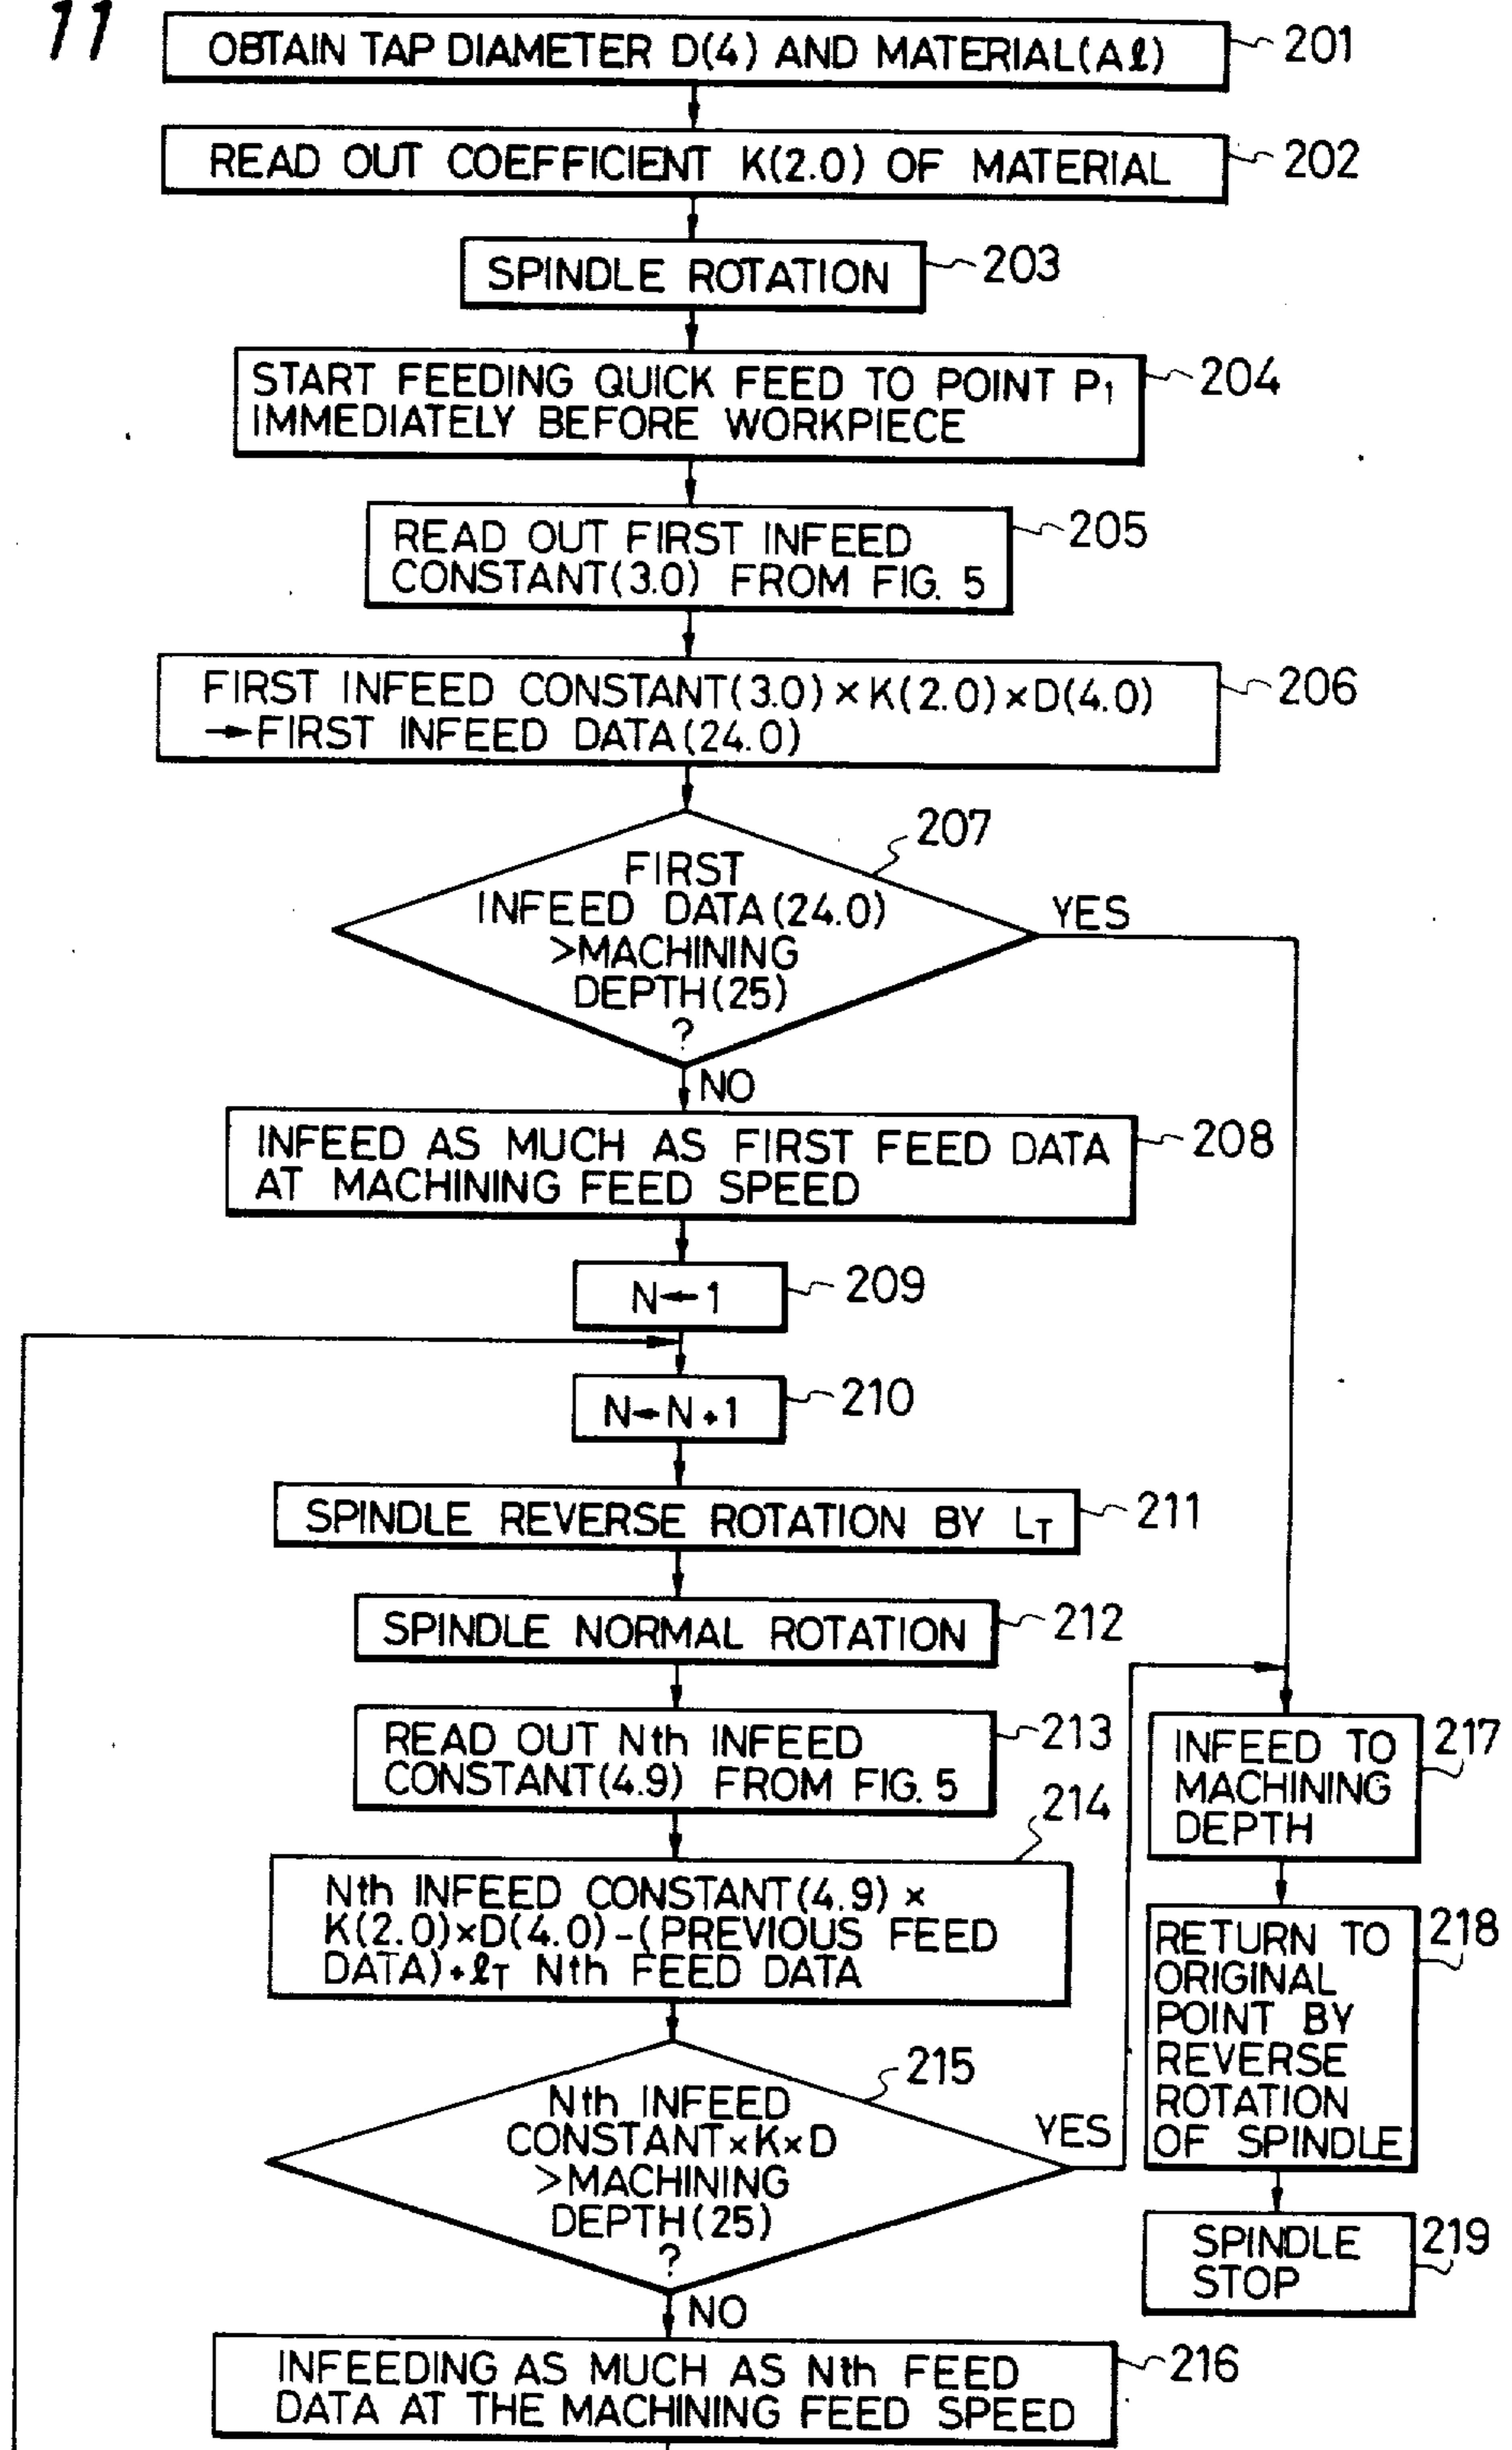 11
OBTAIN TAP DIAMETER D(4) AND MATERIAL(Aℓ)
201
READ OUT COEFFICIENT K(2.0) OF MATERIAL
202
SPINDLE ROTATION
203
START FEEDING QUICK FEED TO POINT P₁
IMMEDIATELY BEFORE WORKPIECE
204
READ OUT FIRST INFEED
CONSTANT(3.0) FROM FIG. 5
205
FIRST INFEED CONSTANT(3.0)×K(2.0)×D(4.0)
→FIRST INFEED DATA(24.0)
206
207
FIRST
INFEED DATA(24.0)
>MACHINING
DEPTH(25)
?
YES
NO
INFEED AS MUCH AS FIRST FEED DATA
AT MACHINING FEED SPEED
208
N←1
209
N←N+1
210
SPINDLE REVERSE ROTATION BY L_T
211
SPINDLE NORMAL ROTATION
212
READ OUT Nth INFEED
CONSTANT(4.9) FROM FIG. 5
213
214
Nth INFEED CONSTANT(4.9)×
K(2.0)×D(4.0)-(PREVIOUS FEED
DATA)+ℓ_T Nth FEED DATA
215
Nth INFEED
CONSTANT×K×D
>MACHINING
DEPTH(25)
?
YES
NO
INFEEDING AS MUCH AS Nth FEED
DATA AT THE MACHINING FEED SPEED
216
INFEED TO
MACHINING
DEPTH
217
RETURN TO
ORIGINAL
POINT BY
REVERSE
ROTATION
OF SPINDLE
218
SPINDLE
STOP
219